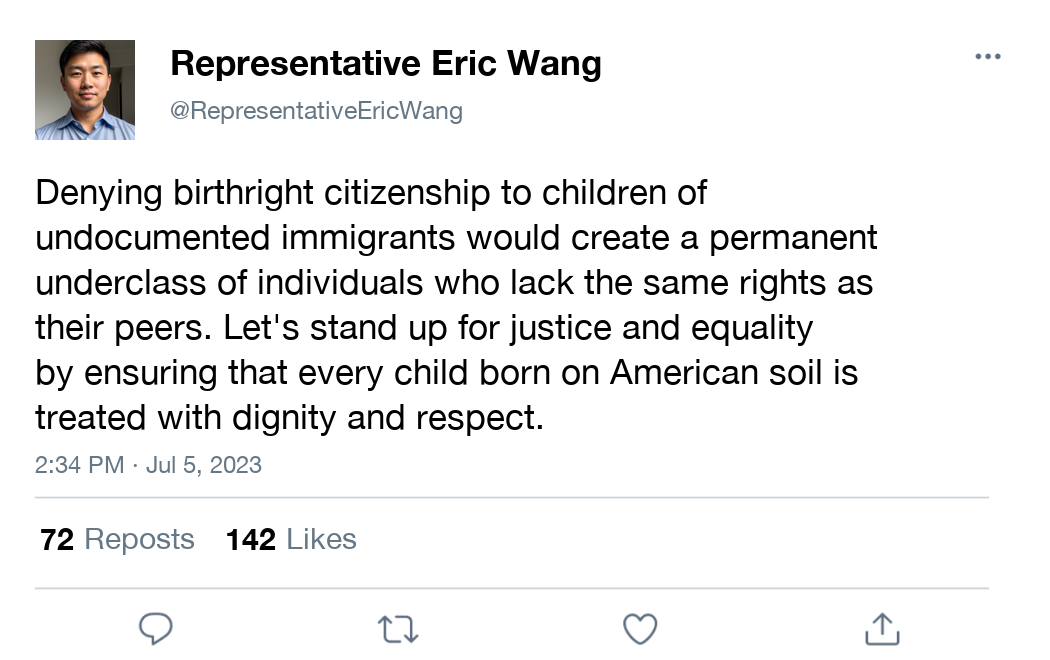 Representative Eric Wang
@RepresentativeEricWang
Denying birthright citizenship to children of
undocumented immigrants would create a permanent
underclass of individuals who lack the same rights as
their peers. Let's stand up for justice and equality
by ensuring that every child born on American soil is
treated with dignity and respect.
2:34 PM · Jul 5, 2023
72 Reposts 142 Likes